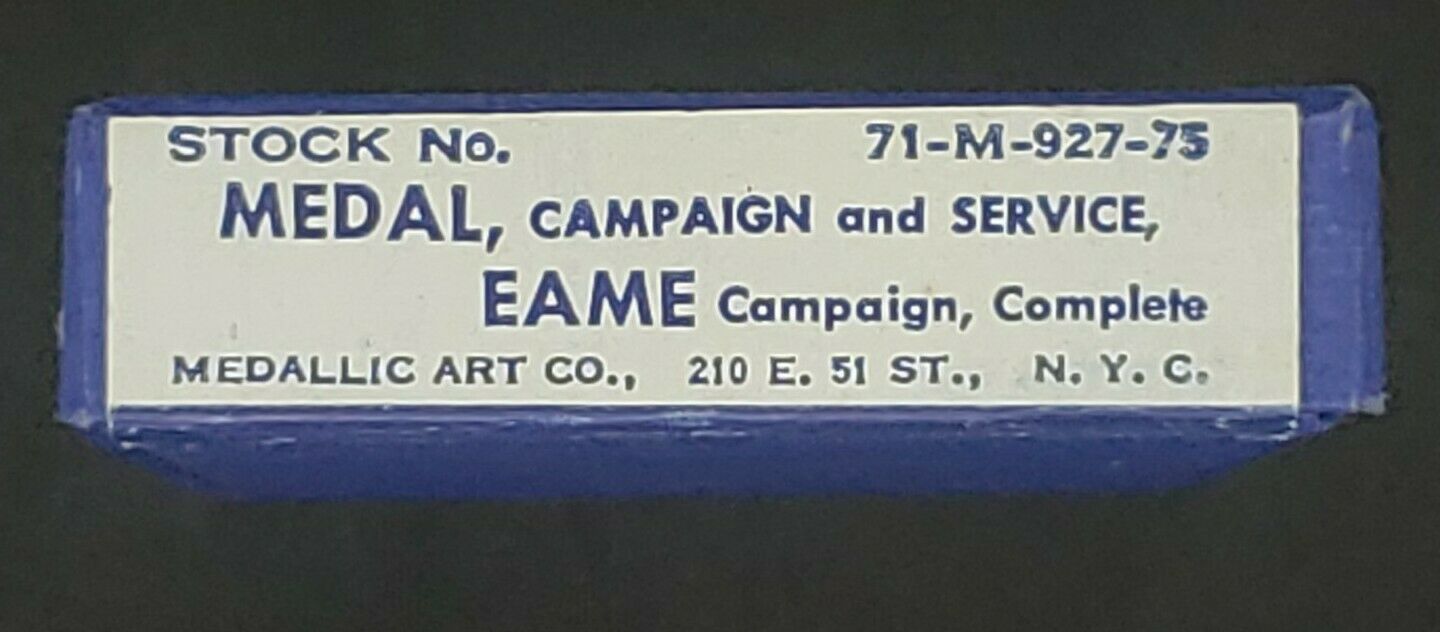 STOCK No. 71-M-927-75
MEDAL, CAMPAIGN and SERVICE,
EAME Campaign, Complete
MEDALLIC ART CO., 210 E. 51 ST., N. Y. C.